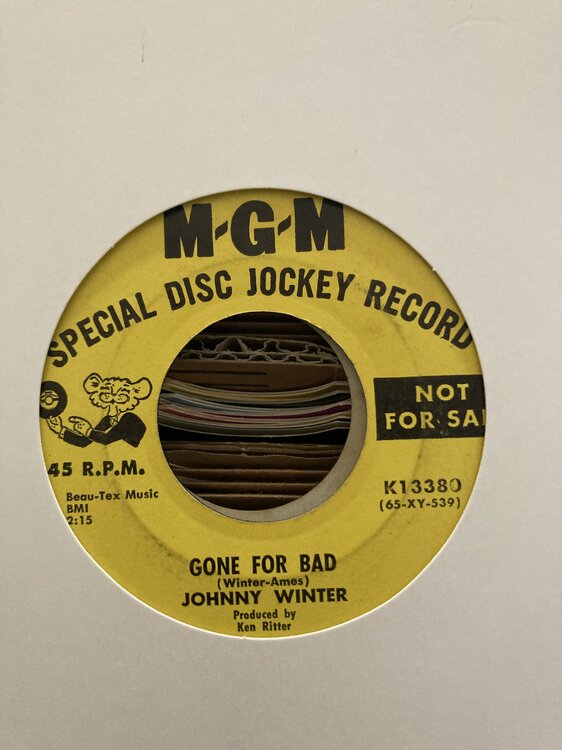 M-G-M
SPECIAL DISC JOCKEY RECORD
NOT
FOR SAL
45 R.P.M.
Beau-Tex Music
BMI
2:15
K13380
(65-XY-539)
GONE FOR BAD
(Winter-Ames)
JOHNNY WINTER
Produced by
Ken Ritter